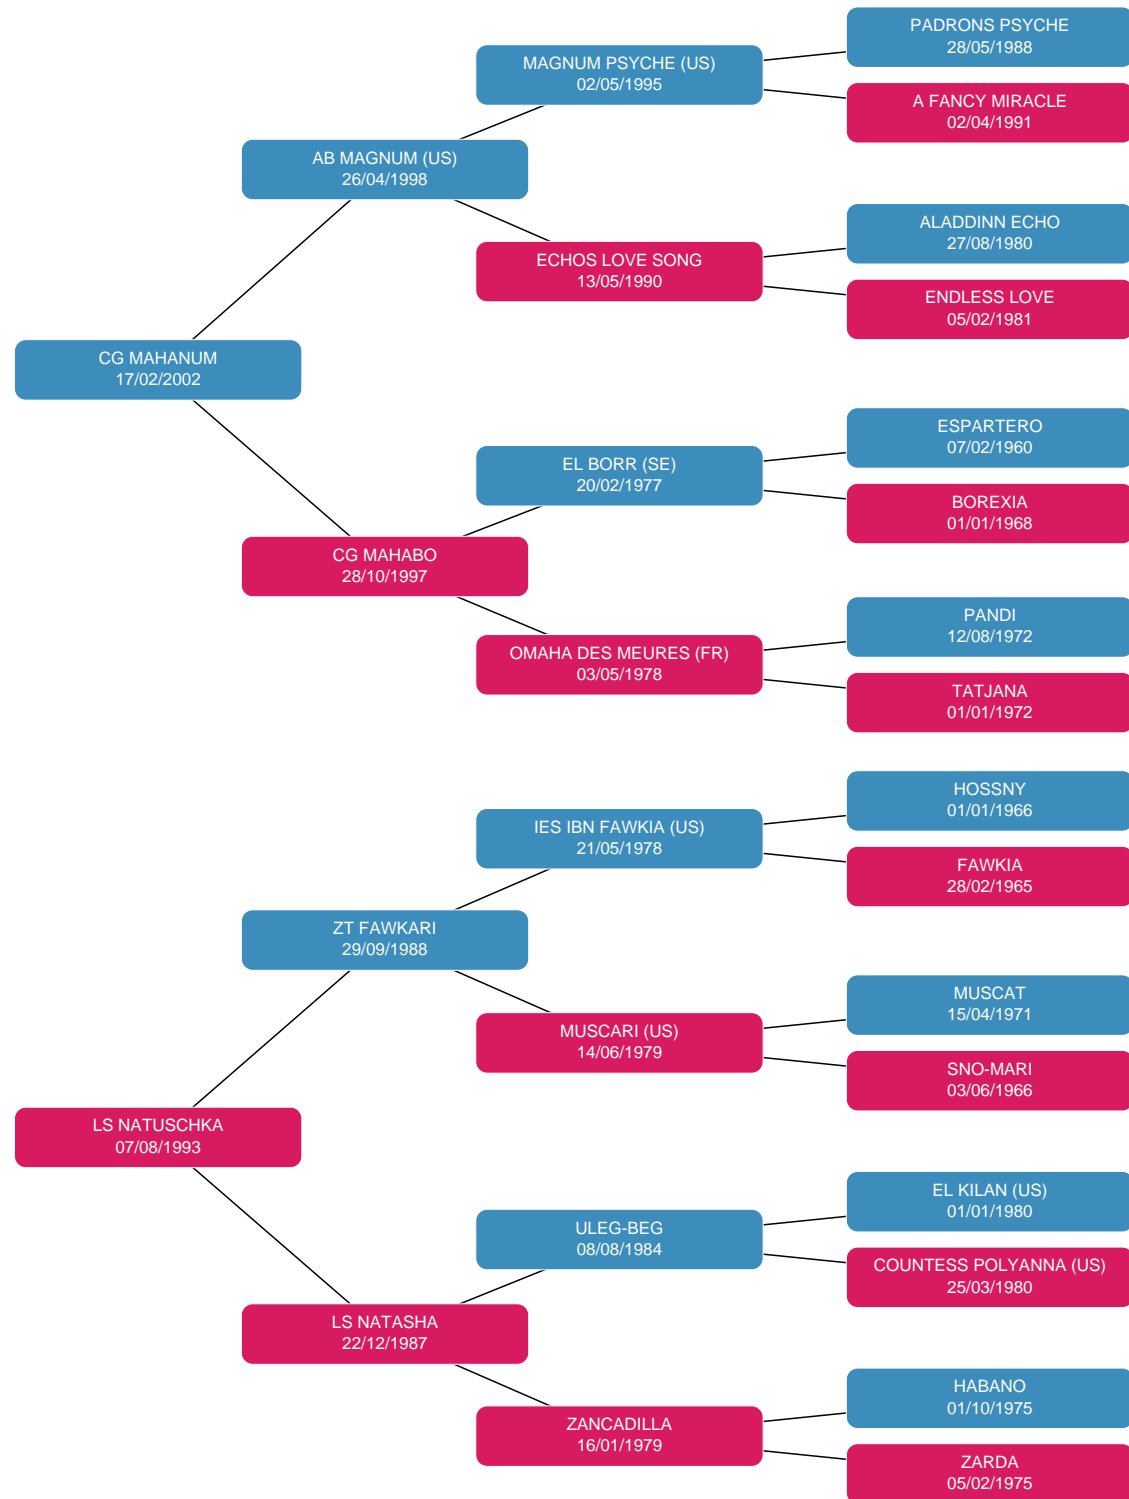 PADRONS PSYCHE
28/05/1988
MAGNUM PSYCHE (US)
02/05/1995
A FANCY MIRACLE
02/04/1991
AB MAGNUM (US)
26/04/1998
ALADDINN ECHO
27/08/1980
ECHOS LOVE SONG
13/05/1990
ENDLESS LOVE
05/02/1981
CG MAHANUM
17/02/2002
ESPARTERO
07/02/1960
EL BORR (SE)
20/02/1977
BOREXIA
01/01/1968
CG MAHABO
28/10/1997
PANDI
12/08/1972
OMAHA DES MEURES (FR)
03/05/1978
TATJANA
01/01/1972
HOSSNY
01/01/1966
IES IBN FAWKIA (US)
21/05/1978
FAWKIA
28/02/1965
ZT FAWKARI
29/09/1988
MUSCAT
15/04/1971
MUSCARI (US)
14/06/1979
SNO-MARI
03/06/1966
LS NATUSCHKA
07/08/1993
EL KILAN (US)
01/01/1980
ULEG-BEG
08/08/1984
COUNTESS POLYANNA (US)
25/03/1980
LS NATASHA
22/12/1987
HABANO
01/10/1975
ZANCADILLA
16/01/1979
ZARDA
05/02/1975